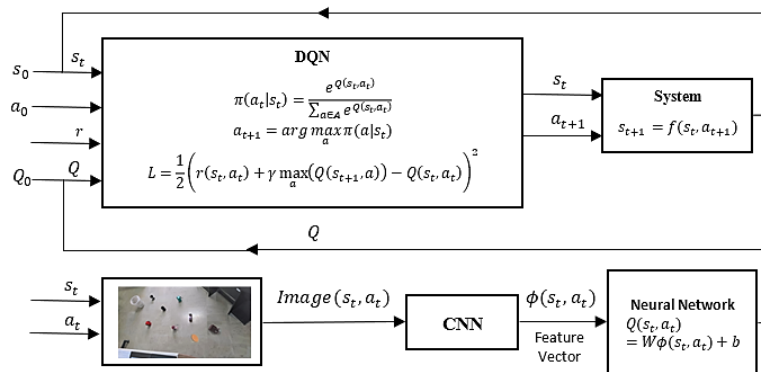 s_0 s_t
a_0
r
Q_0 Q
DQN
π(a_t|s_t) = e^{Q(s_t,a_t)} / ∑_{a∈A} e^{Q(s_t,a_t)}
a_{t+1} = arg max_a π(a|s_t)
L = 1/2 (r(s_t, a_t) + γ max_a (Q(s_{t+1}, a)) − Q(s_t, a_t))^2
s_t
a_{t+1}
System
s_{t+1} = f(s_t, a_{t+1})
Q
s_t
a_t
Image(s_t, a_t)
CNN
ϕ(s_t, a_t)
Feature
Vector
Neural Network
Q(s_t, a_t)
= Wϕ(s_t, a_t) + b